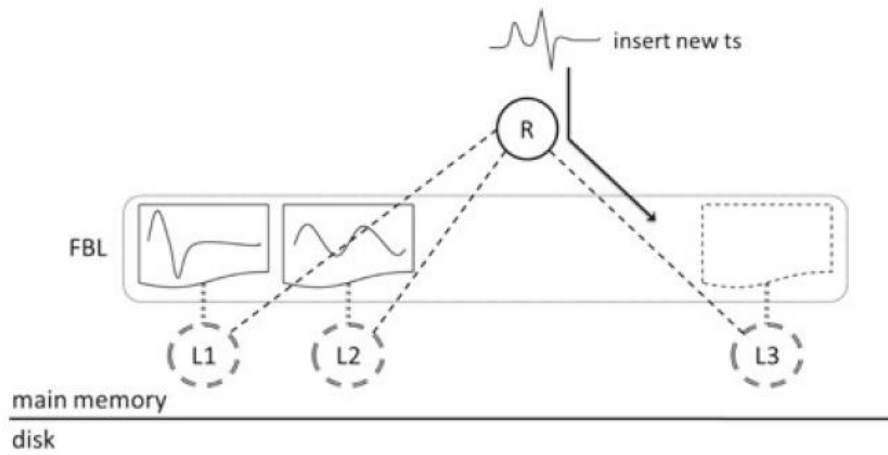 insert new ts
R
FBL
L1
L2
L3
main memory
disk